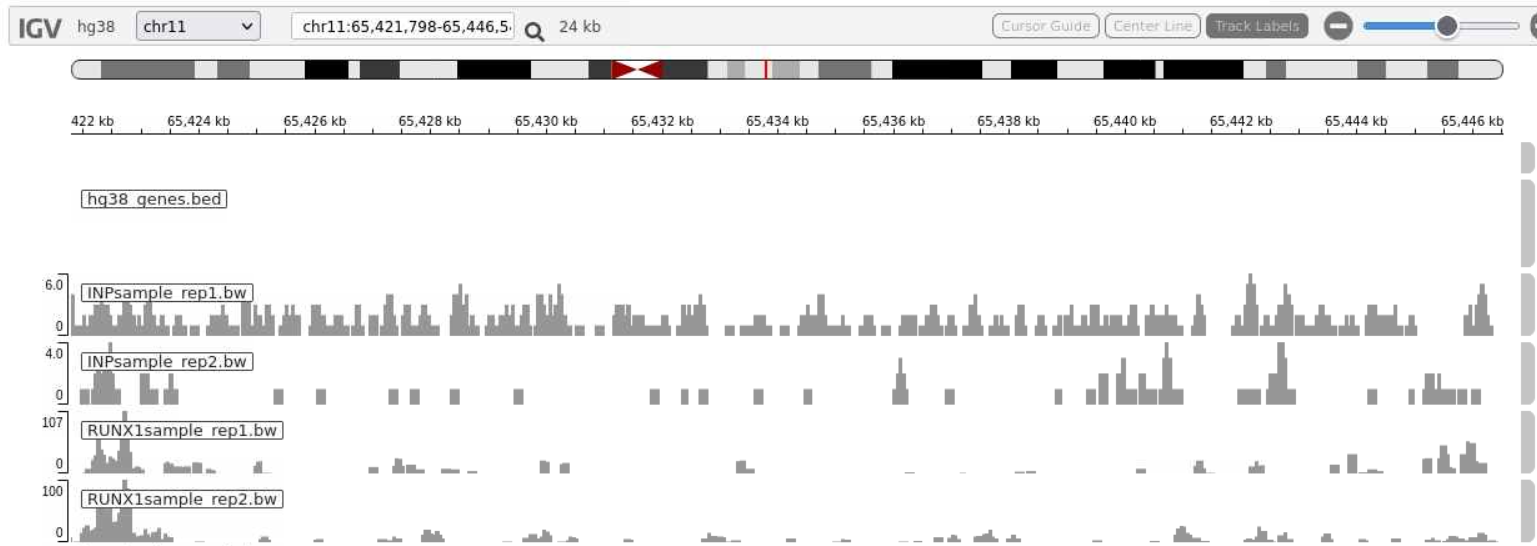 IGV hg38 chr11 chr11:65,421,798-65,446,5 24 kb Cursor Guide Center Line Track Labels
422 kb 65,424 kb 65,426 kb 65,428 kb 65,430 kb 65,432 kb 65,434 kb 65,436 kb 65,438 kb 65,440 kb 65,442 kb 65,444 kb 65,446 kb
hg38_genes.bed
6.0 INPsample_rep1.bw
0
4.0 INPsample_rep2.bw
0
107 RUNX1sample_rep1.bw
0
100 RUNX1sample_rep2.bw
0